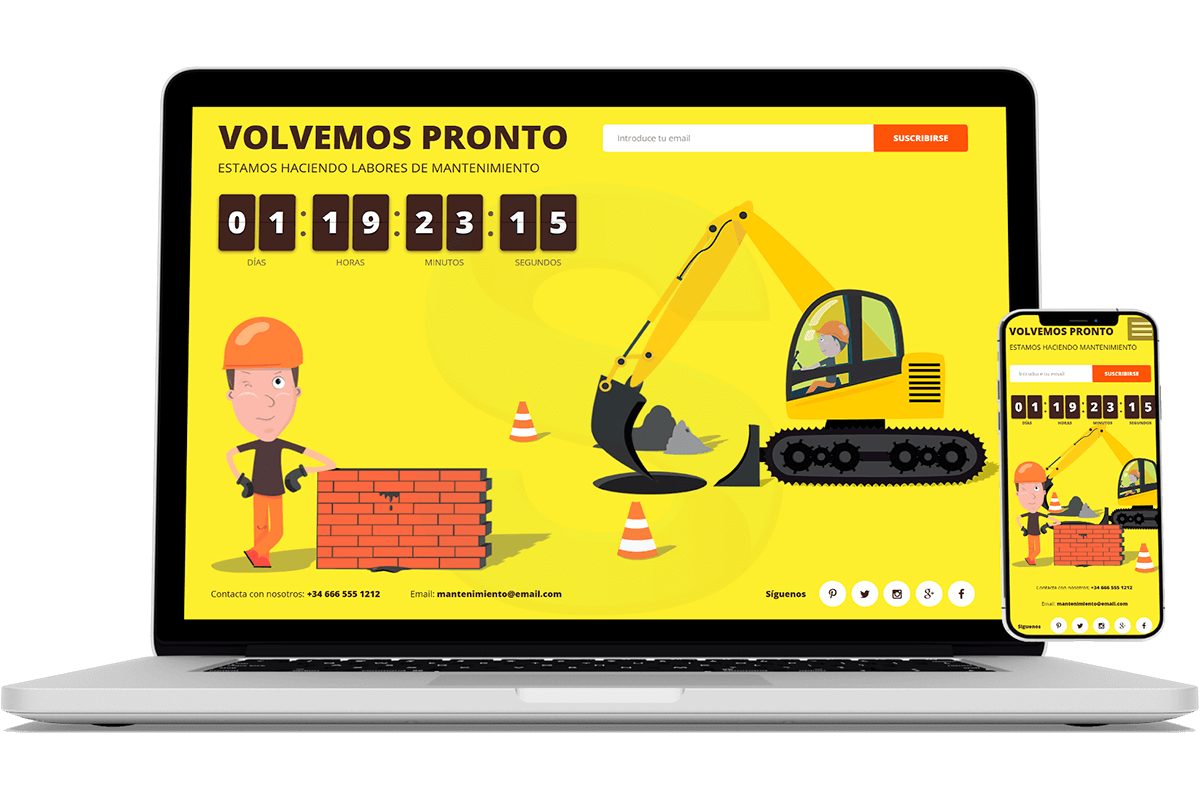 VOLVEMOS PRONTO
ESTAMOS HACIENDO LABORES DE MANTENIMIENTO
Introduce tu email
SUSCRIBIRSE
01:19:23:15
DÍAS HORAS MINUTOS SEGUNDOS
Contacta con nosotros: +34 666 555 1212
Email: mantenimiento@email.com
Síguenos
VOLVEMOS PRONTO
ESTAMOS HACIENDO MANTENIMIENTO
Introduce tu email
SUSCRIBIRSE
01:19:23:15
DÍAS HORAS MINUTOS SEGUNDOS
Contacta con nosotros: +34 666 555 1212
Email: mantenimiento@email.com
Síguenos